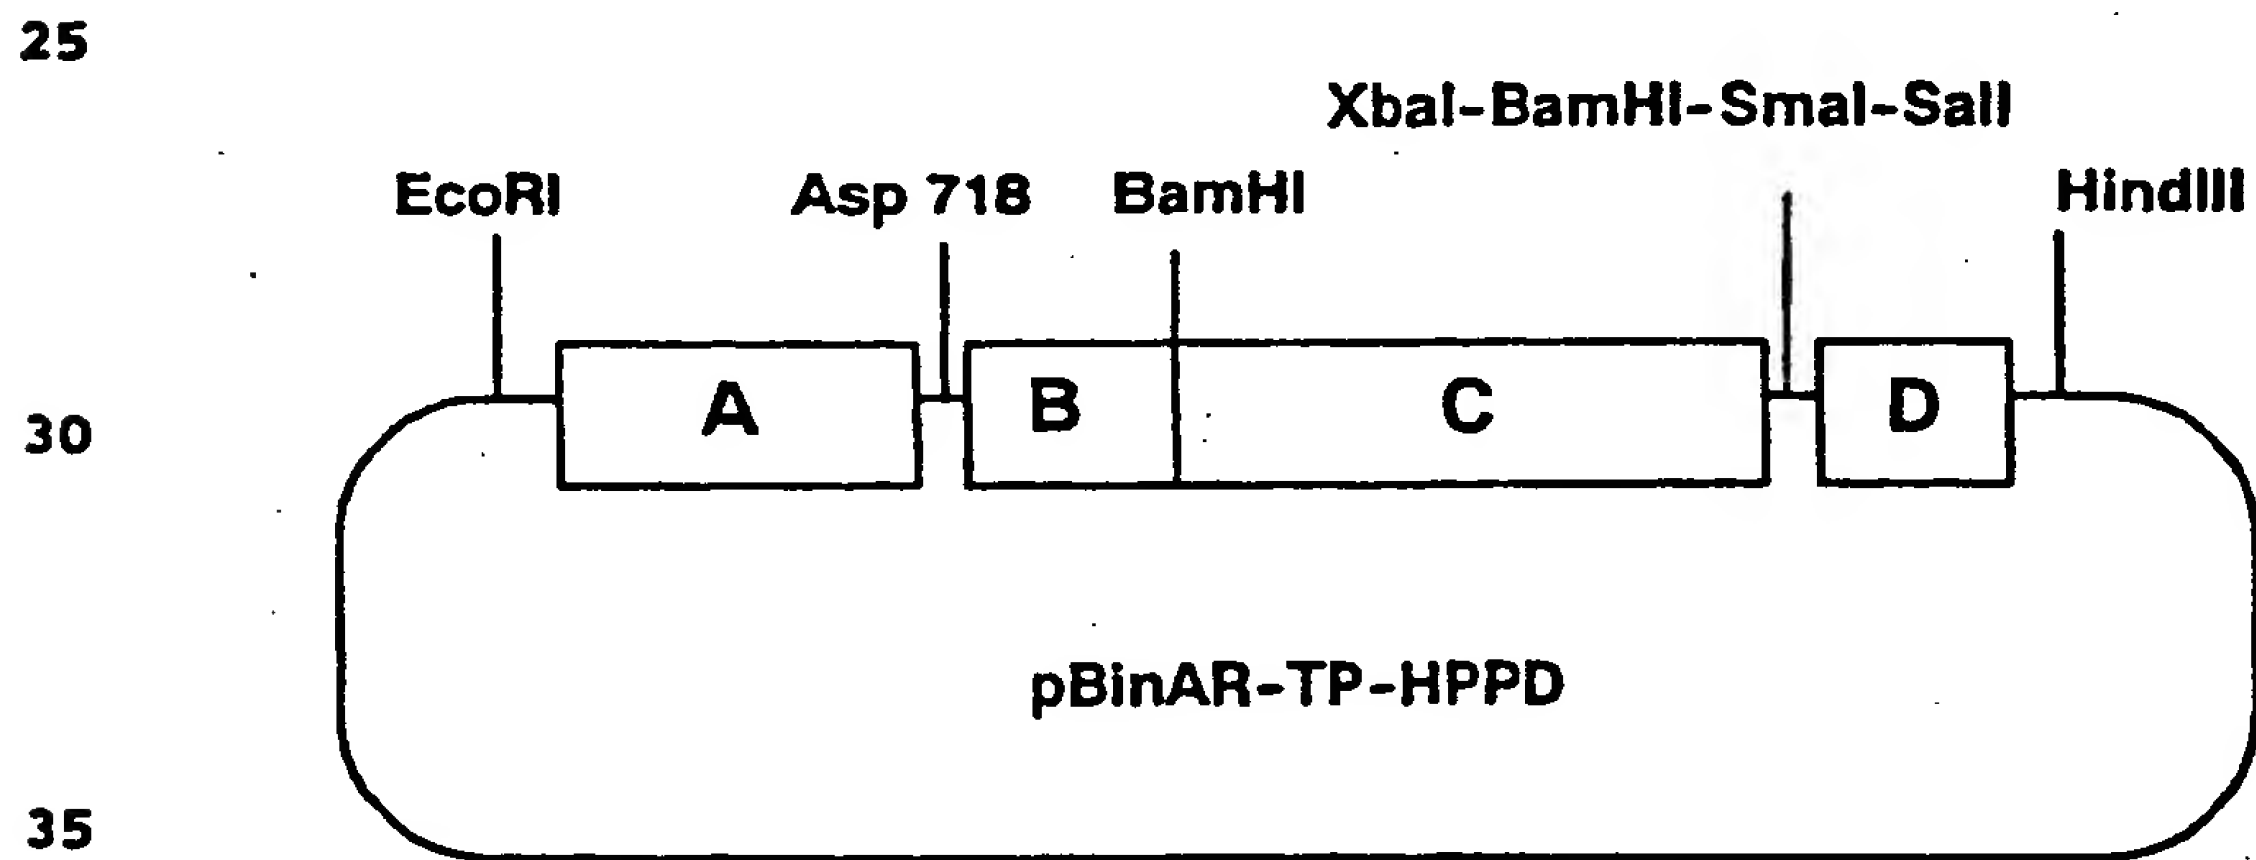 25
XbaI-BamHI-SmaI-SalI
EcoRI Asp 718 BamHI HindIII
A B C D
30
pBinAR-TP-HPPD
35